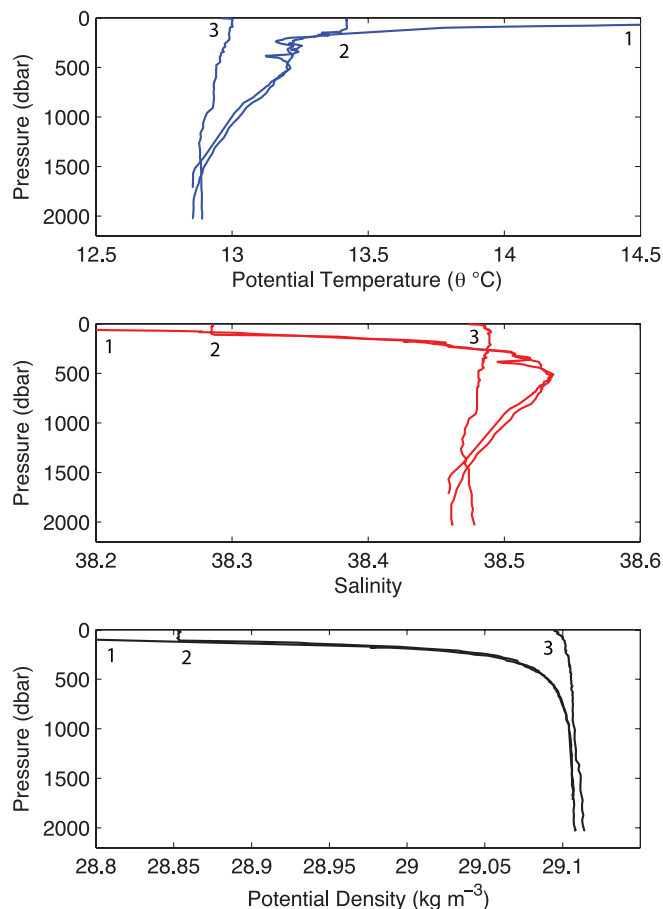 0
500
1000
1500
2000
Pressure (dbar)
3
2
1
12.5 13 13.5 14 14.5
Potential Temperature (θ °C)
0
500
1000
1500
2000
Pressure (dbar)
1
2
3
38.2 38.3 38.4 38.5 38.6
Salinity
0
500
1000
1500
2000
Pressure (dbar)
1
2
3
28.8 28.85 28.9 28.95 29 29.05 29.1
Potential Density (kg m⁻³)